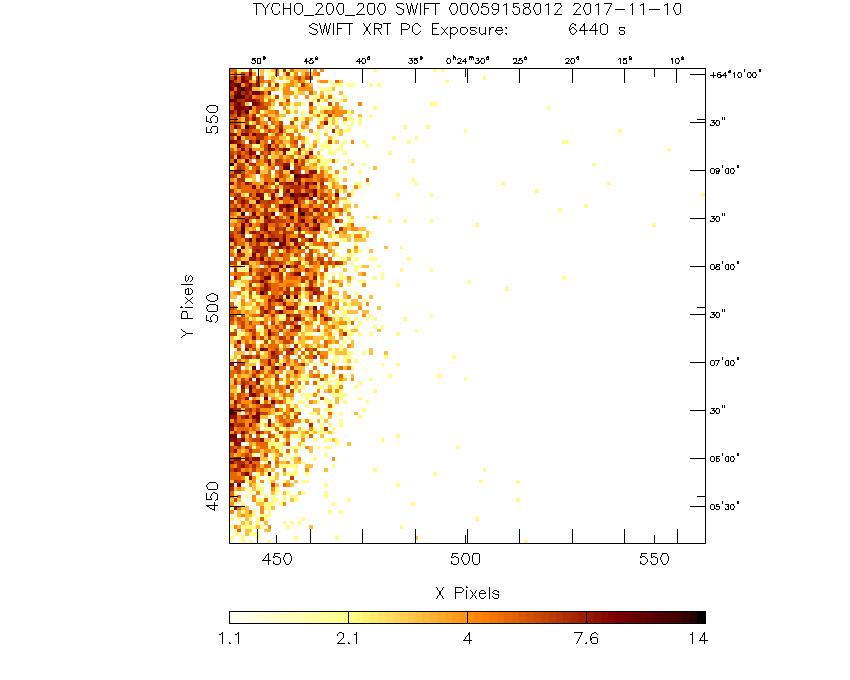 TYCHO_200_200 SWIFT 00059158012 2017-11-10
SWIFT XRT PC Exposure: 6440 s
50ˢ 45ˢ 40ˢ 35ˢ 0ʰ24ᵐ30ˢ 25ˢ 20ˢ 15ˢ 10ˢ
+64°10'00"
30"
09'00"
30"
08'00"
30"
07'00"
30"
06'00"
05'30"
550
500
450
Y Pixels
450 500 550
X Pixels
1.1 2.1 4 7.6 14